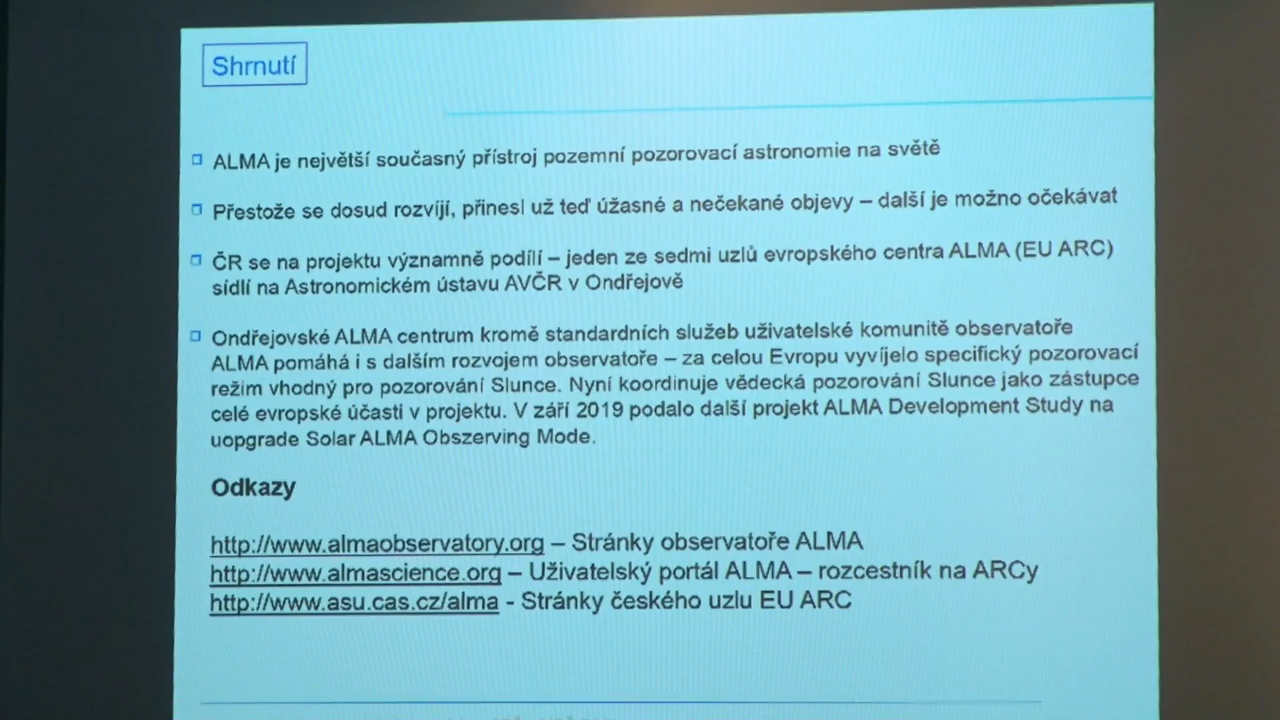 Shrnutí
ALMA je největší současný přístroj pozemní pozorovací astronomie na světě
Přestože se dosud rozvíjí, přinesl už teď úžasné a nečekané objevy – další je možno očekávat
ČR se na projektu významně podílí – jeden ze sedmi uzlů evropského centra ALMA (EU ARC)
sídlí na Astronomickém ústavu AVČR v Ondřejově
Ondřejovské ALMA centrum kromě standardních služeb uživatelské komunitě observatoře
ALMA pomáhá i s dalším rozvojem observatoře – za celou Evropu vyvíjelo specifický pozorovací
režim vhodný pro pozorování Slunce. Nyní koordinuje vědecká pozorování Slunce jako zástupce
celé evropské účasti v projektu. V září 2019 podalo další projekt ALMA Development Study na
uopgrade Solar ALMA Obszerving Mode.
Odkazy
http://www.almaobservatory.org – Stránky observatoře ALMA
http://www.almascience.org – Uživatelský portál ALMA – rozcestník na ARCy
http://www.asu.cas.cz/alma - Stránky českého uzlu EU ARC